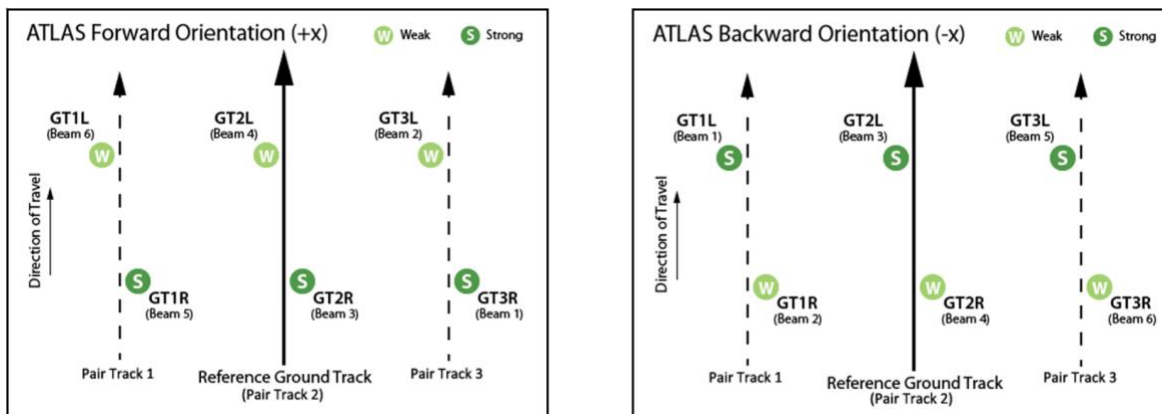 ATLAS Forward Orientation (+x)
W Weak
S Strong
GT1L
(Beam 6)
W
GT2L
(Beam 4)
W
GT3L
(Beam 2)
W
Direction of Travel
S
GT1R
(Beam 5)
S
GT2R
(Beam 3)
S
GT3R
(Beam 1)
Pair Track 1
Reference Ground Track
(Pair Track 2)
Pair Track 3
ATLAS Backward Orientation (-x)
W Weak
S Strong
GT1L
(Beam 1)
S
GT2L
(Beam 3)
S
GT3L
(Beam 5)
S
Direction of Travel
W
GT1R
(Beam 2)
W
GT2R
(Beam 4)
W
GT3R
(Beam 6)
Pair Track 1
Reference Ground Track
(Pair Track 2)
Pair Track 3